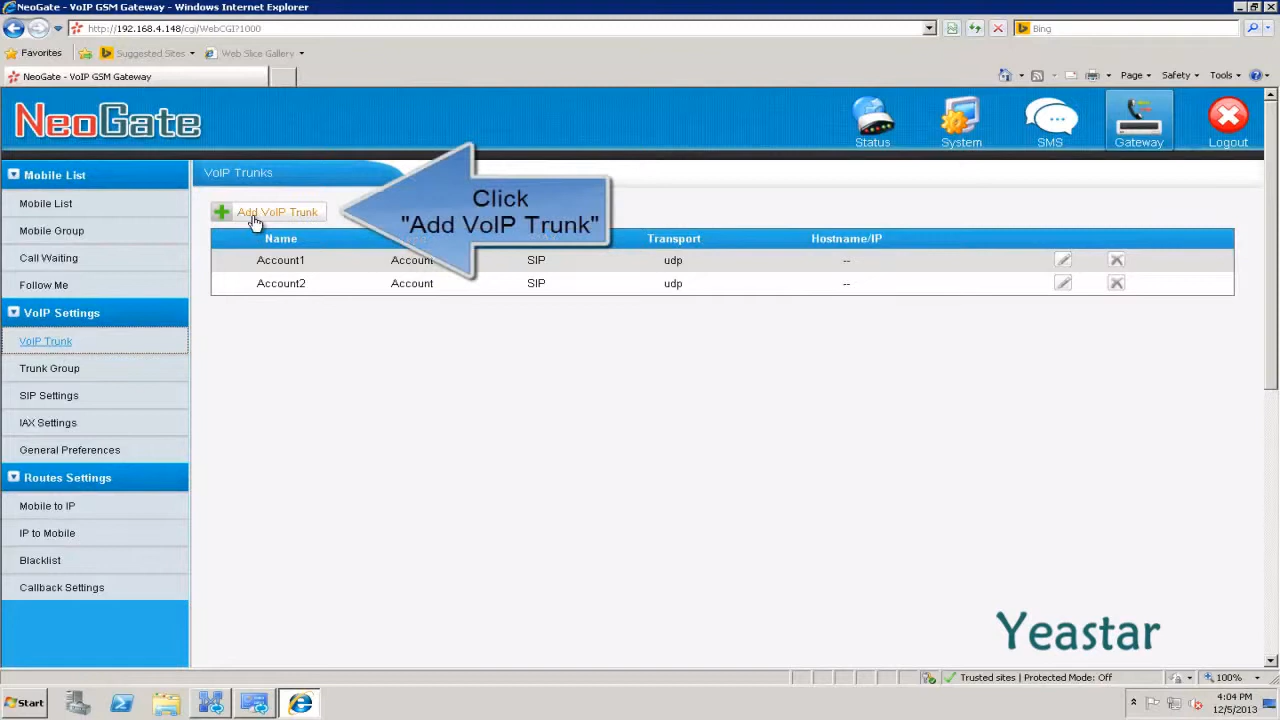 NeoGate - VoIP GSM Gateway - Windows Internet Explorer
http://192.168.4.148/cgi/WebCGI?1000
Bing
Favorites Suggested Sites Web Slice Gallery
NeoGate - VoIP GSM Gateway
Page Safety Tools
NeoGate
Status System SMS Gateway Logout
Mobile List
Mobile List
Mobile Group
Call Waiting
Follow Me
VoIP Settings
VoIP Trunk
Trunk Group
SIP Settings
IAX Settings
General Preferences
Routes Settings
Mobile to IP
IP to Mobile
Blacklist
Callback Settings
VoIP Trunks
Add VoIP Trunk
Click
"Add VoIP Trunk"
Name Transport Hostname/IP
Account1 Account SIP udp --
Account2 Account SIP udp --
Yeastar
Trusted sites | Protected Mode: Off 100%
Start
4:04 PM
12/5/2013